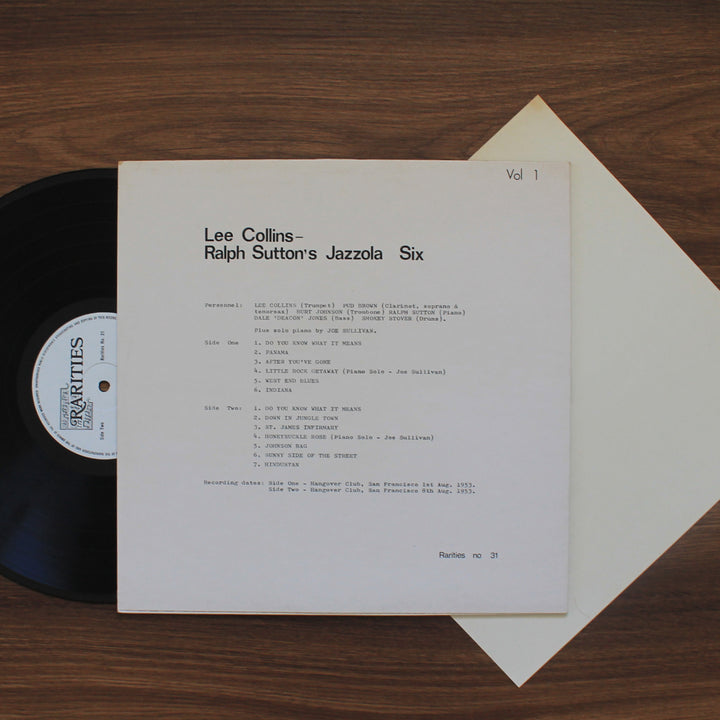 Vol 1
Lee Collins-
Ralph Sutton's Jazzola Six
Personnel: LEE COLLINS (Trumpet) PUD BROWN (Clarinet, soprano &
tenorsax) BURT JOHNSON (Trombone) RALPH SUTTON (Piano)
DALE 'DEACON' JONES (Bass) SMOKEY STOVER (Drums).
Plus solo piano by JOE SULLIVAN.
Side One 1. DO YOU KNOW WHAT IT MEANS
2. PANAMA
3. AFTER YOU'VE GONE
4. LITTLE ROCK GETAWAY (Piano Solo - Joe Sullivan)
5. WEST END BLUES
6. INDIANA
Side Two: 1. DO YOU KNOW WHAT IT MEANS
2. DOWN IN JUNGLE TOWN
3. ST. JAMES INFIRMARY
4. HONEYSUCKLE ROSE (Piano Solo - Joe Sullivan)
5. JOHNSON RAG
6. SUNNY SIDE OF THE STREET
7. HINDUSTAN
Recording dates: Side One - Hangover Club, San Francisco 1st Aug. 1953.
Side Two - Hangover Club, San Francisco 8th Aug. 1953.
Rarities no 31
RARITIES
Rarities No 31
Side Two